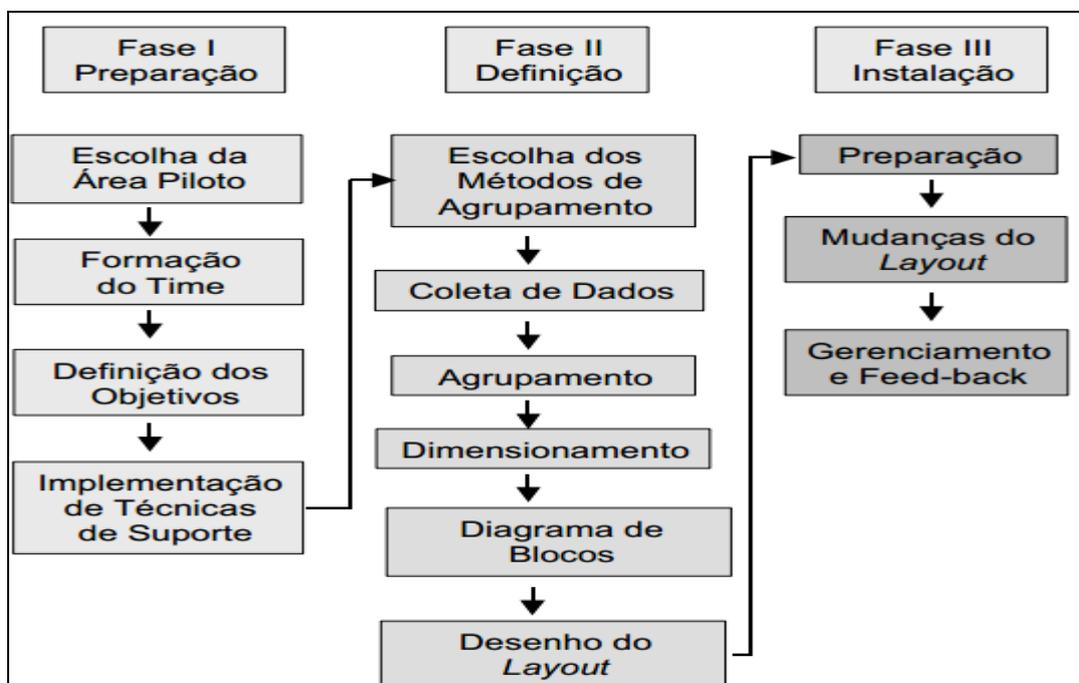 Fase I
Preparação
Escolha da
Área Piloto
Formação
do Time
Definição dos
Objetivos
Implementação
de Técnicas
de Suporte
Fase II
Definição
Escolha dos
Métodos de
Agrupamento
Coleta de Dados
Agrupamento
Dimensionamento
Diagrama de
Blocos
Desenho do
Layout
Fase III
Instalação
Preparação
Mudanças do
Layout
Gerenciamento
e Feed-back